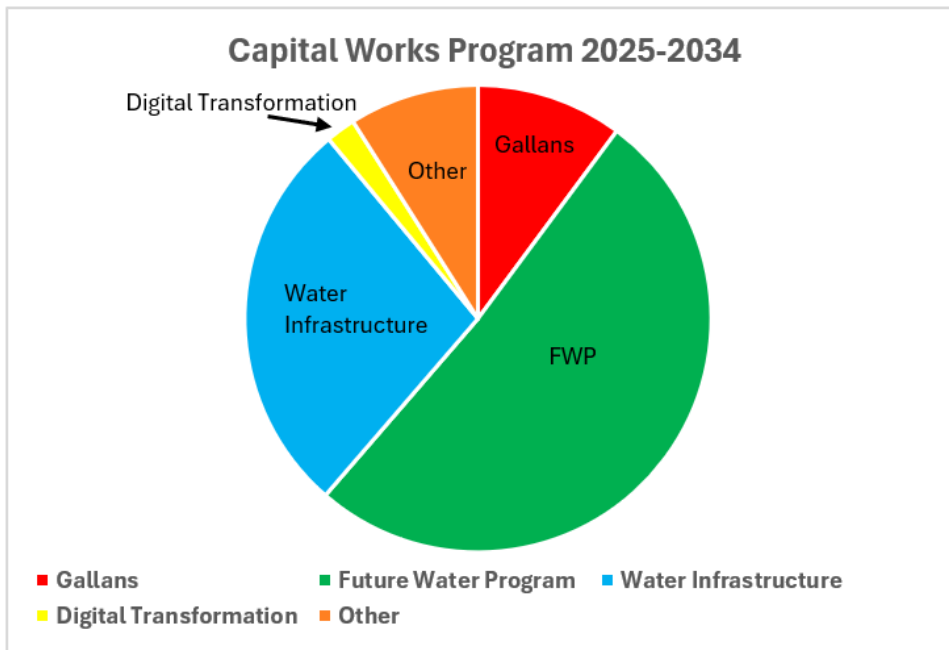 Capital Works Program 2025-2034
Digital Transformation
Gallans
Other
Water
Infrastructure
FWP
Gallans
Future Water Program
Water Infrastructure
Digital Transformation
Other